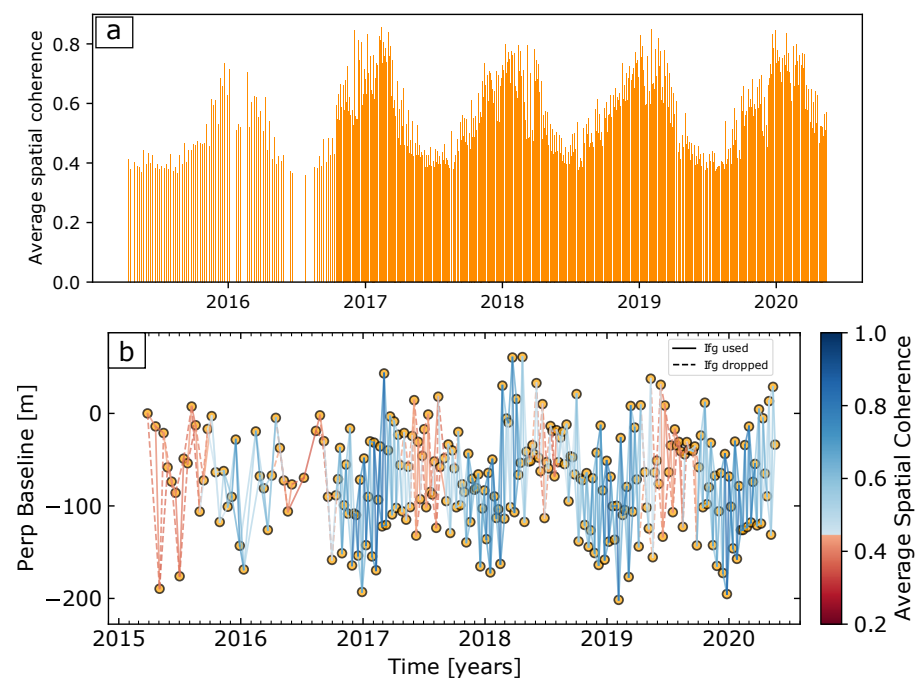 a
Average spatial coherence
0.8
0.6
0.4
0.2
0.0
2016 2017 2018 2019 2020
b
Ifg used
Ifg dropped
Perp Baseline [m]
0
−100
−200
2015 2016 2017 2018 2019 2020
Time [years]
1.0
0.8
0.6
0.4
0.2
Average Spatial Coherence